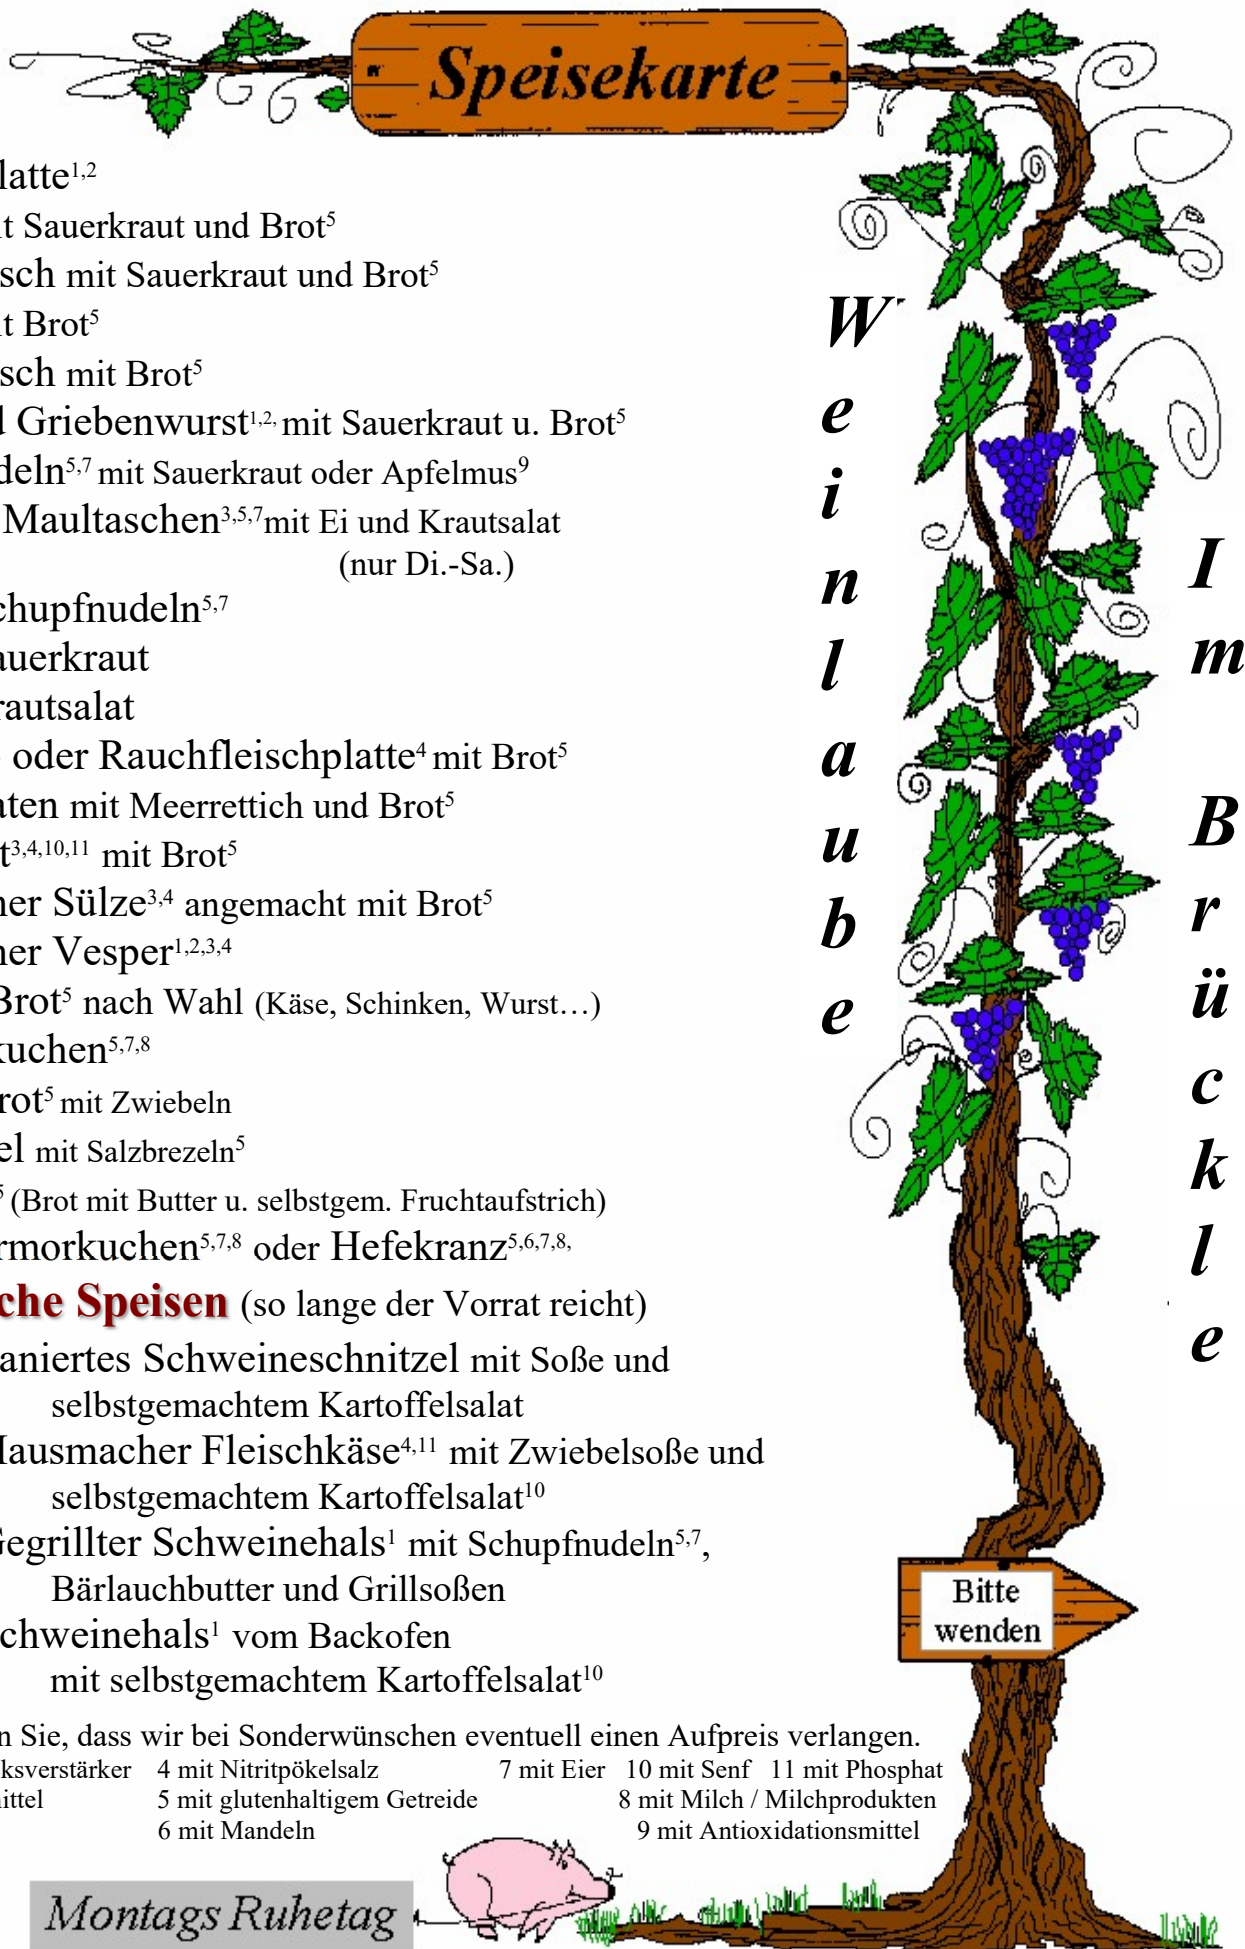 Speisekarte
latte1,2
t Sauerkraut und Brot5
sch mit Sauerkraut und Brot5
t Brot5
sch mit Brot5
d Griebenwurst1,2, mit Sauerkraut u. Brot5
deln5,7 mit Sauerkraut oder Apfelmus9
Maultaschen3,5,7mit Ei und Krautsalat
(nur Di.-Sa.)
chupfnudeln5,7
auerkraut
rautsalat
oder Rauchfleischplatte4 mit Brot5
aten mit Meerrettich und Brot5
t3,4,10,11 mit Brot5
ner Sülze3,4 angemacht mit Brot5
ner Vesper1,2,3,4
Brot5 nach Wahl (Käse, Schinken, Wurst…)
kuchen5,7,8
rot5 mit Zwiebeln
el mit Salzbrezeln5
5 (Brot mit Butter u. selbstgem. Fruchtaufstrich)
rmorkuchen5,7,8 oder Hefekranz5,6,7,8,
che Speisen (so lange der Vorrat reicht)
aniertes Schweineschnitzel mit Soße und
selbstgemachtem Kartoffelsalat
Hausmacher Fleischkäse4,11 mit Zwiebelsoße und
selbstgemachtem Kartoffelsalat10
Gegrillter Schweinehals1 mit Schupfnudeln5,7,
Bärlauchbutter und Grillsoßen
chweinehals1 vom Backofen
mit selbstgemachtem Kartoffelsalat10
n Sie, dass wir bei Sonderwünschen eventuell einen Aufpreis verlangen.
ksverstärker 4 mit Nitritpökelsalz 7 mit Eier 10 mit Senf 11 mit Phosphat
ittel 5 mit glutenhaltigem Getreide 8 mit Milch / Milchprodukten
6 mit Mandeln 9 mit Antioxidationsmittel
Montags Ruhetag
Weinlaube
Im Brückle
Bitte
wenden